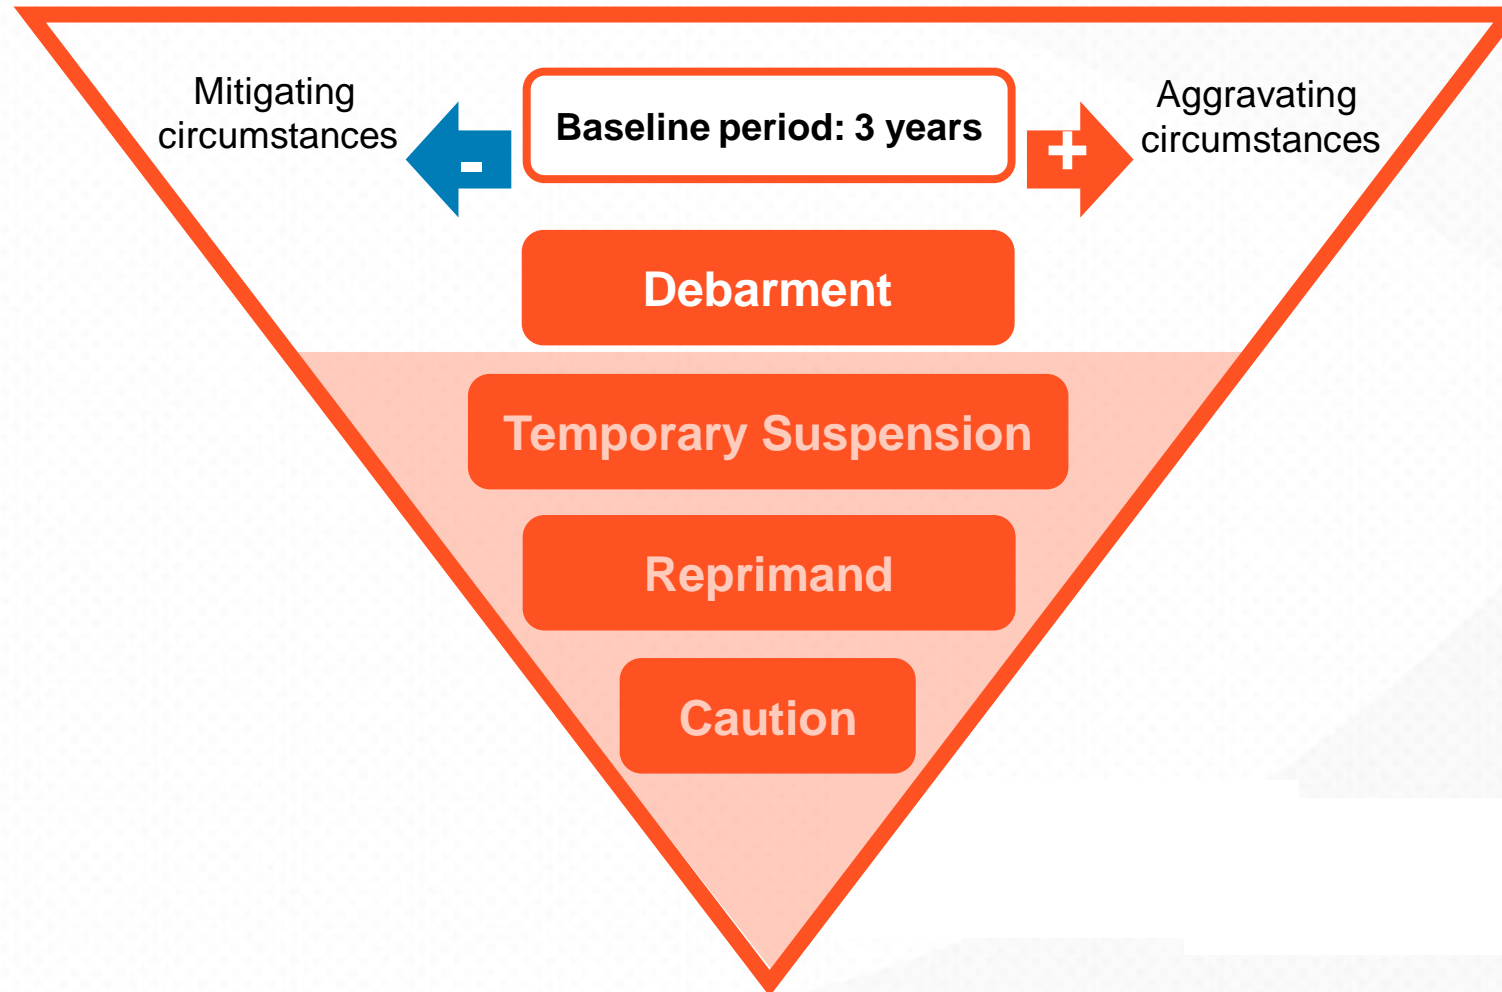 Mitigating
circumstances
-
Baseline period: 3 years
+
Aggravating
circumstances
Debarment
Temporary Suspension
Reprimand
Caution